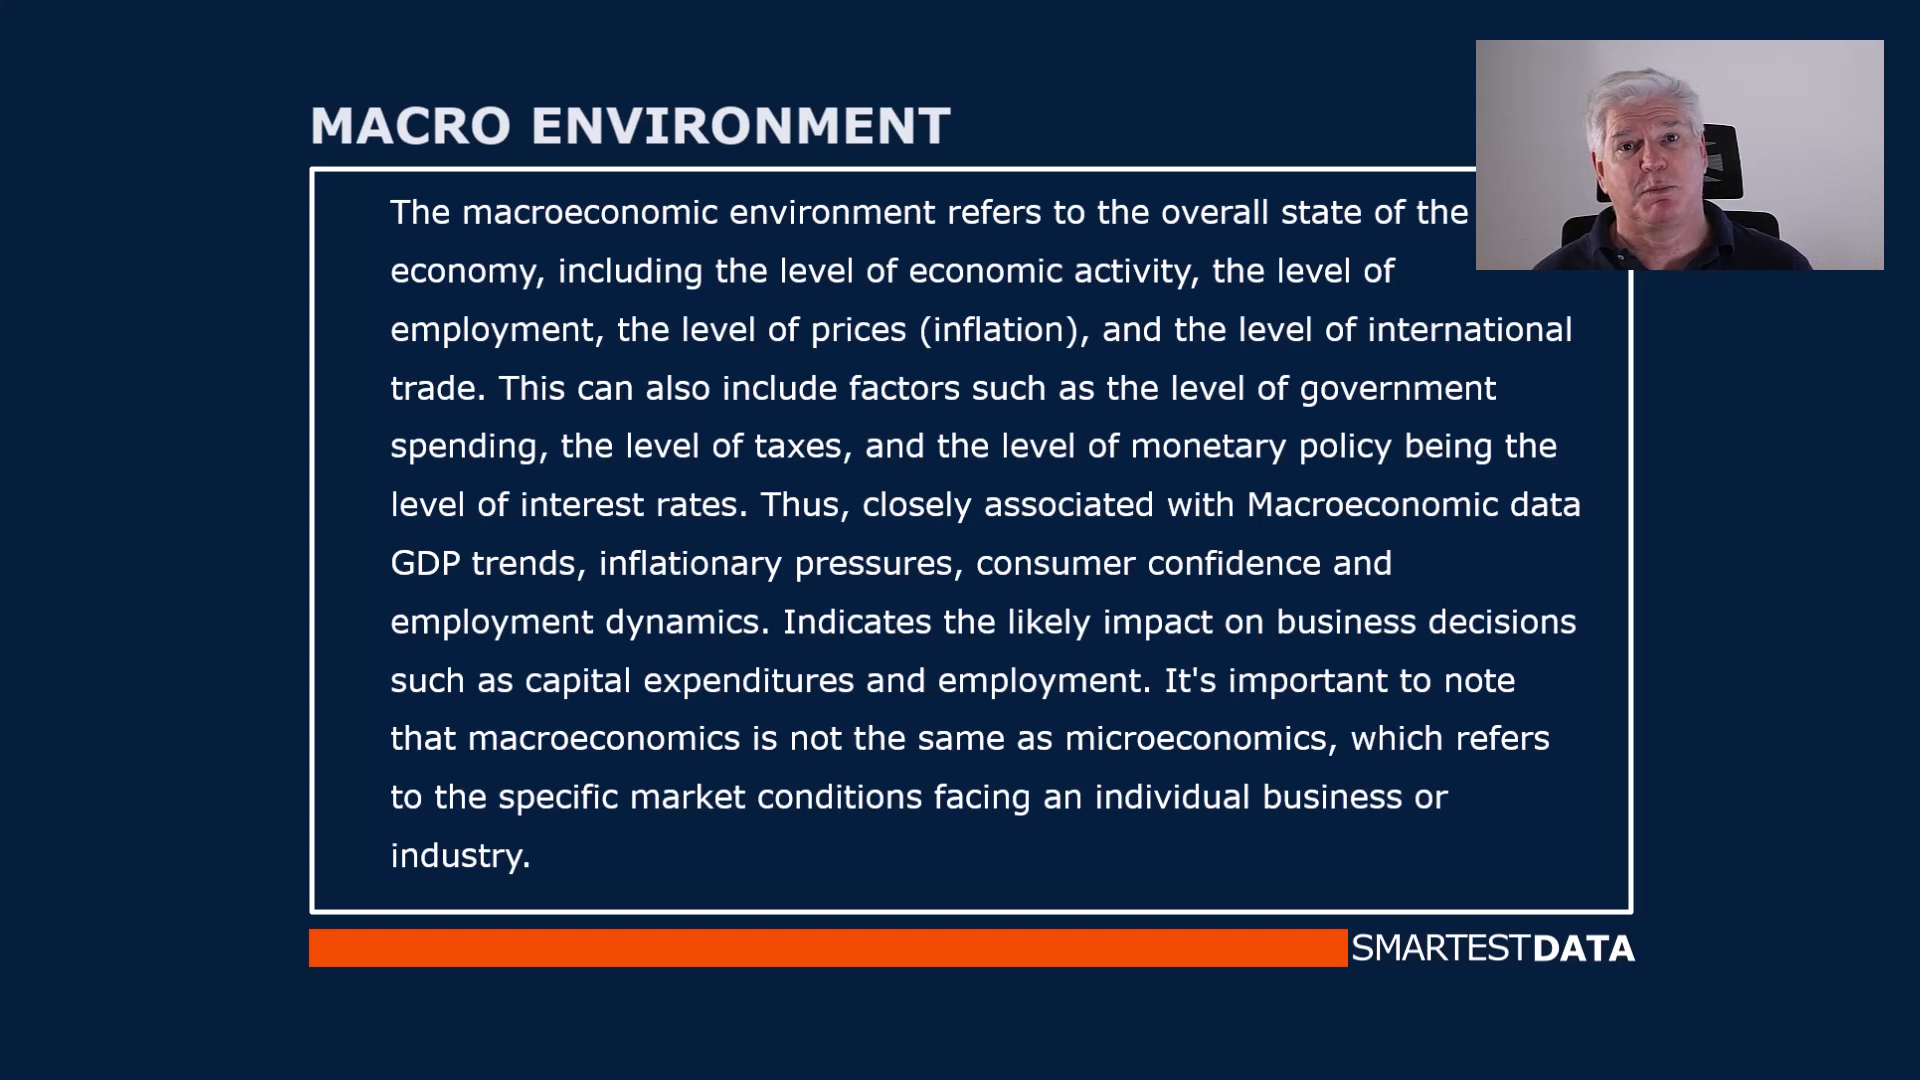 MACRO ENVIRONMENT
The macroeconomic environment refers to the overall state of the
economy, including the level of economic activity, the level of
employment, the level of prices (inflation), and the level of international
trade. This can also include factors such as the level of government
spending, the level of taxes, and the level of monetary policy being the
level of interest rates. Thus, closely associated with Macroeconomic data
GDP trends, inflationary pressures, consumer confidence and
employment dynamics. Indicates the likely impact on business decisions
such as capital expenditures and employment. It's important to note
that macroeconomics is not the same as microeconomics, which refers
to the specific market conditions facing an individual business or
industry.
SMARTESTDATA